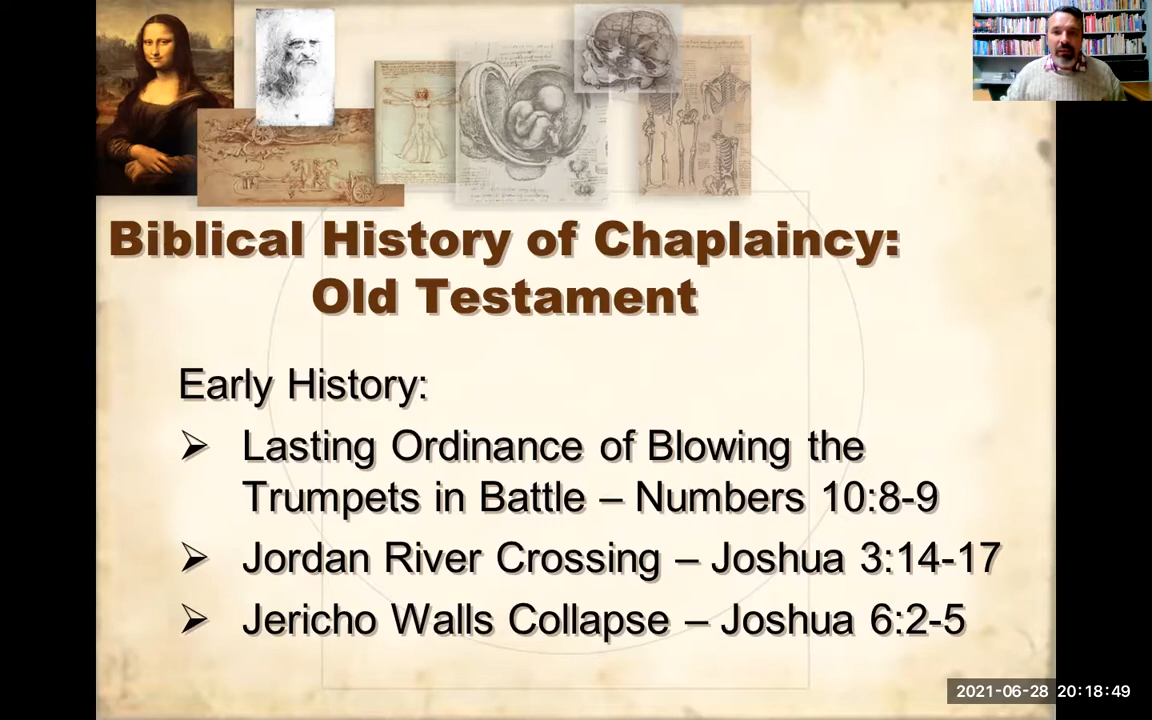 Biblical History of Chaplaincy:
Old Testament
Early History:
➢ Lasting Ordinance of Blowing the
Trumpets in Battle – Numbers 10:8-9
➢ Jordan River Crossing – Joshua 3:14-17
➢ Jericho Walls Collapse – Joshua 6:2-5
2021-06-28 20:18:49